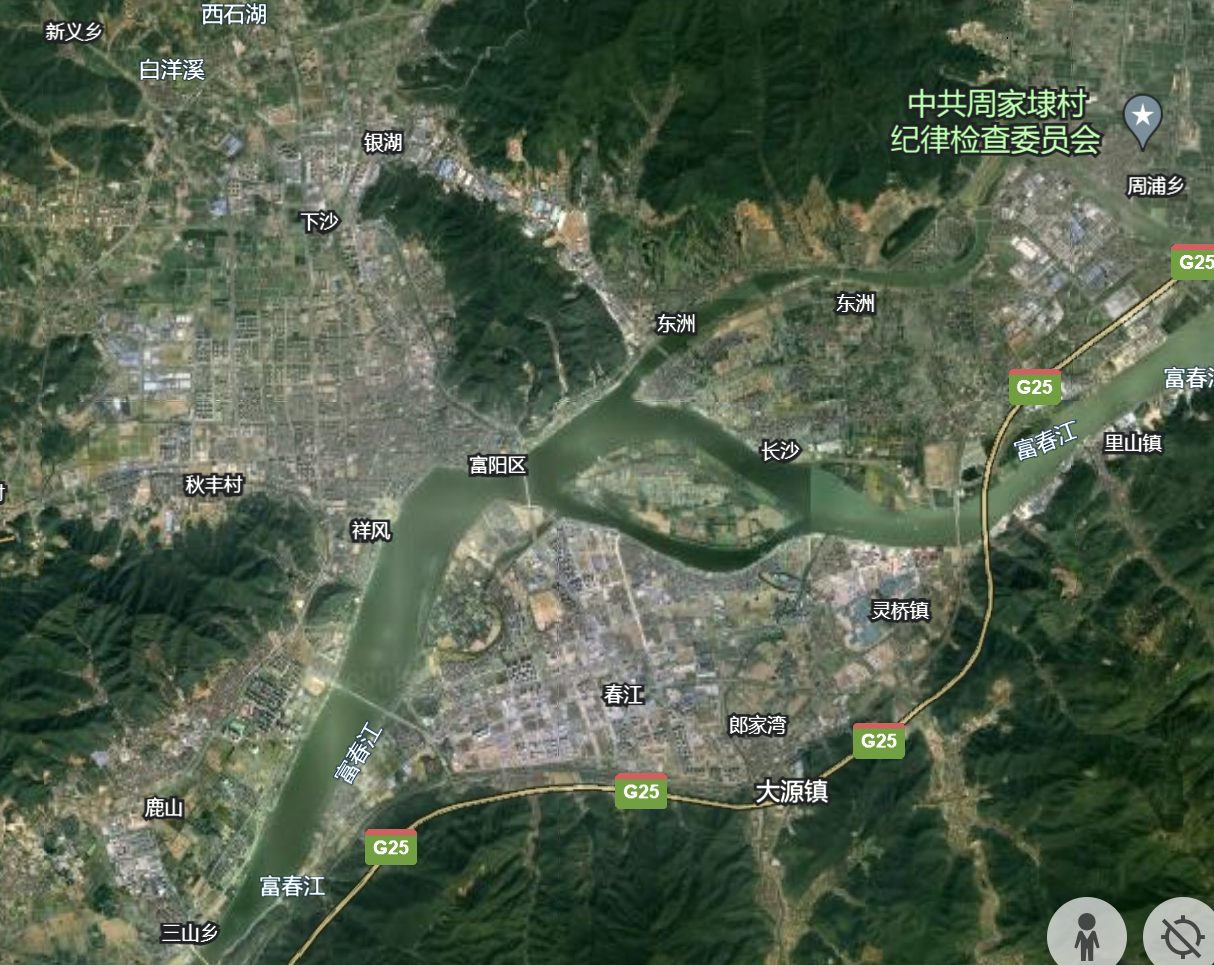 西石湖
新义乡
白洋溪
中共周家埭村
纪律检查委员会
银湖
周浦乡
下沙
G25
东洲
东洲
富春江
G25
富春江
里山镇
长沙
富阳区
秋丰村
村
祥风
灵桥镇
春江
郎家湾
富春江
G25
G25
大源镇
鹿山
G25
富春江
三山乡